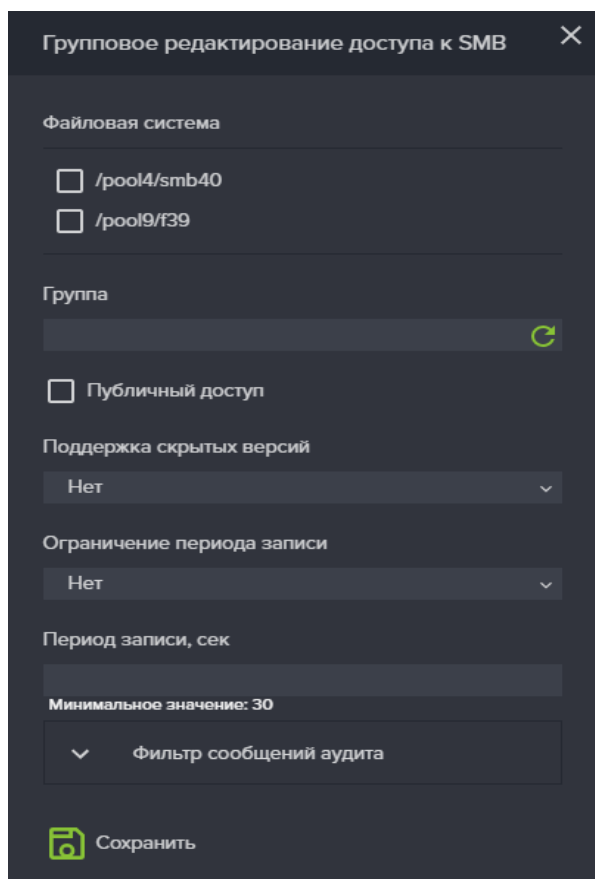 Групповое редактирование доступа к SMB
Файловая система
/pool4/smb40
/pool9/f39
Группа
Публичный доступ
Поддержка скрытых версий
Нет
Ограничение периода записи
Нет
Период записи, сек
Минимальное значение: 30
Фильтр сообщений аудита
Сохранить